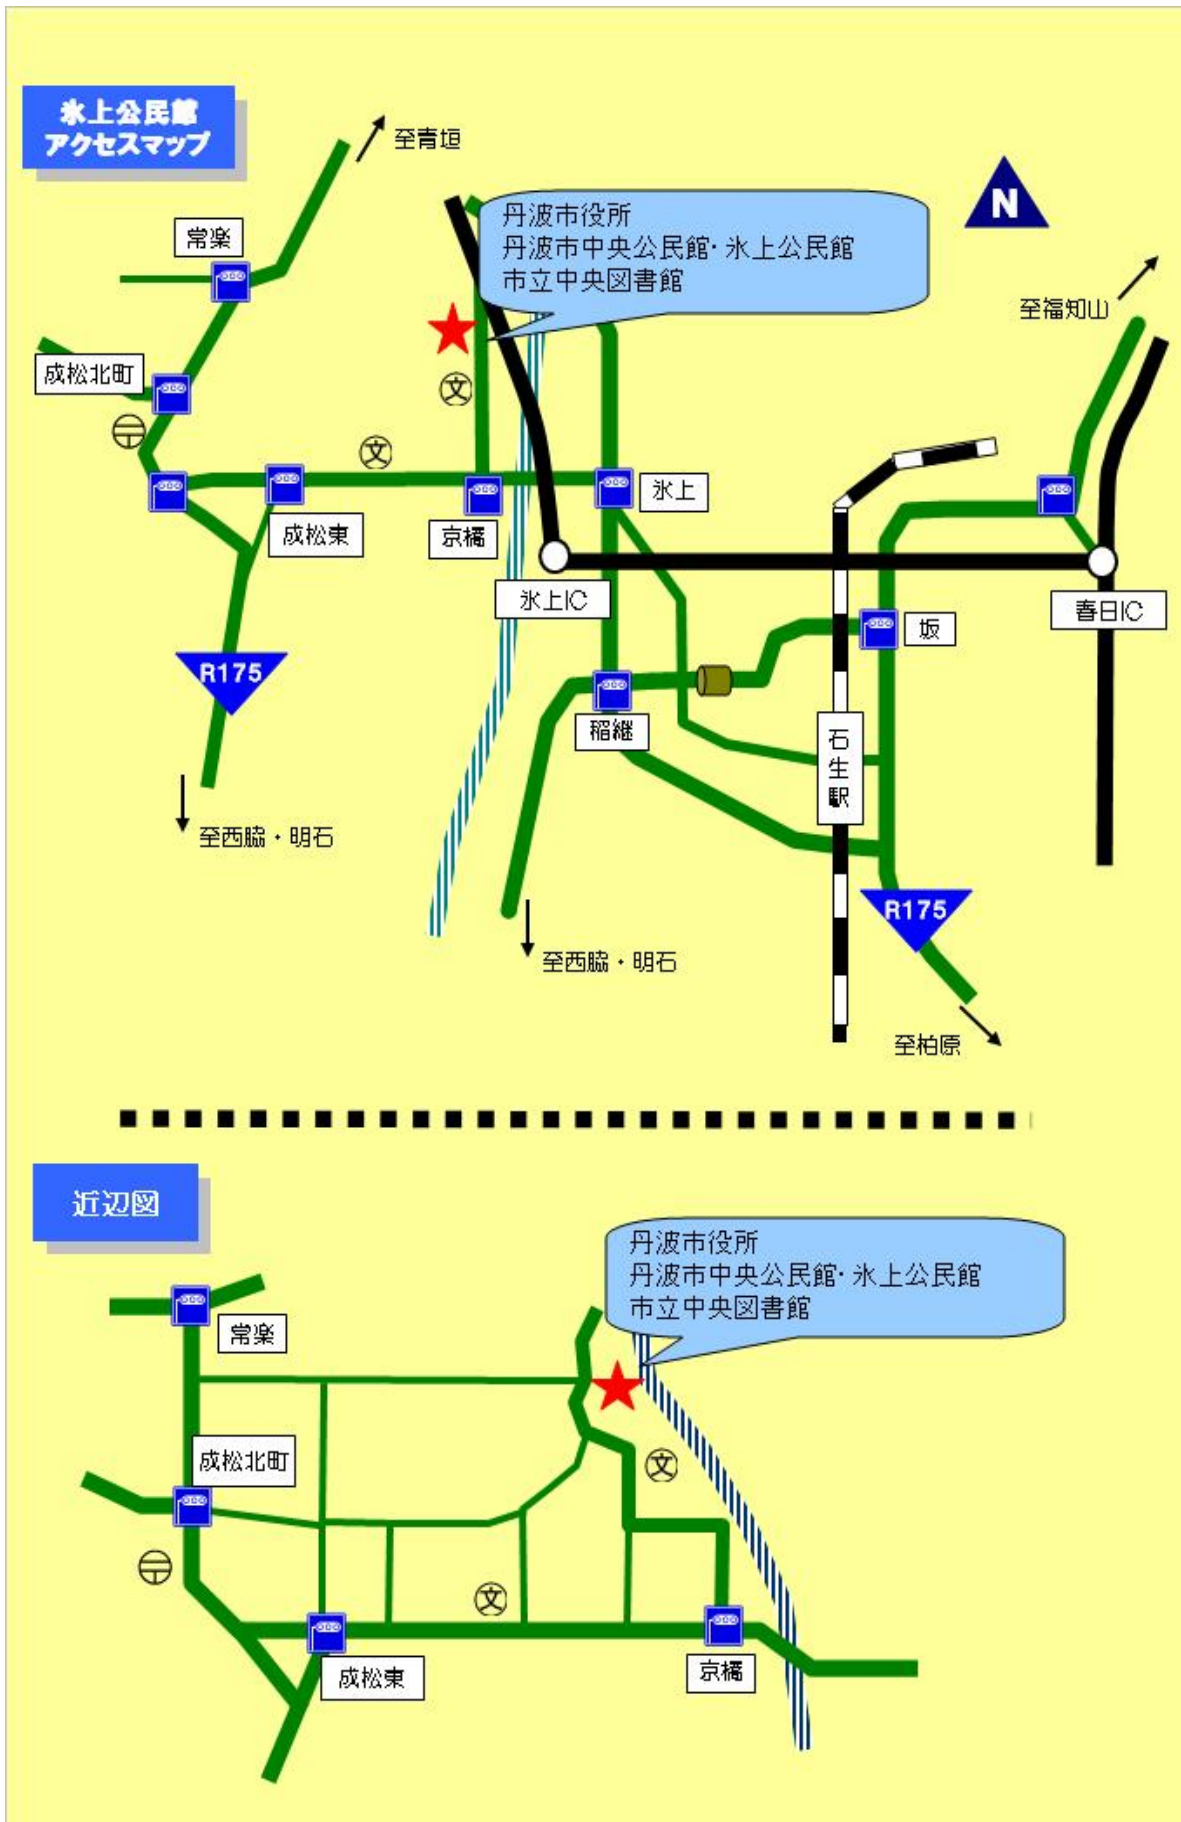 氷上公民館
アクセスマップ
至青垣
N
丹波市役所
丹波市中央公民館・氷上公民館
市立中央図書館
常楽
至福知山
成松北町
文
〒
文
氷上
成松東
京橋
氷上IC
春日IC
坂
R175
稲継
石生駅
至西脇・明石
R175
至西脇・明石
至柏原
近辺図
丹波市役所
丹波市中央公民館・氷上公民館
市立中央図書館
常楽
成松北町
文
〒
文
成松東
京橋